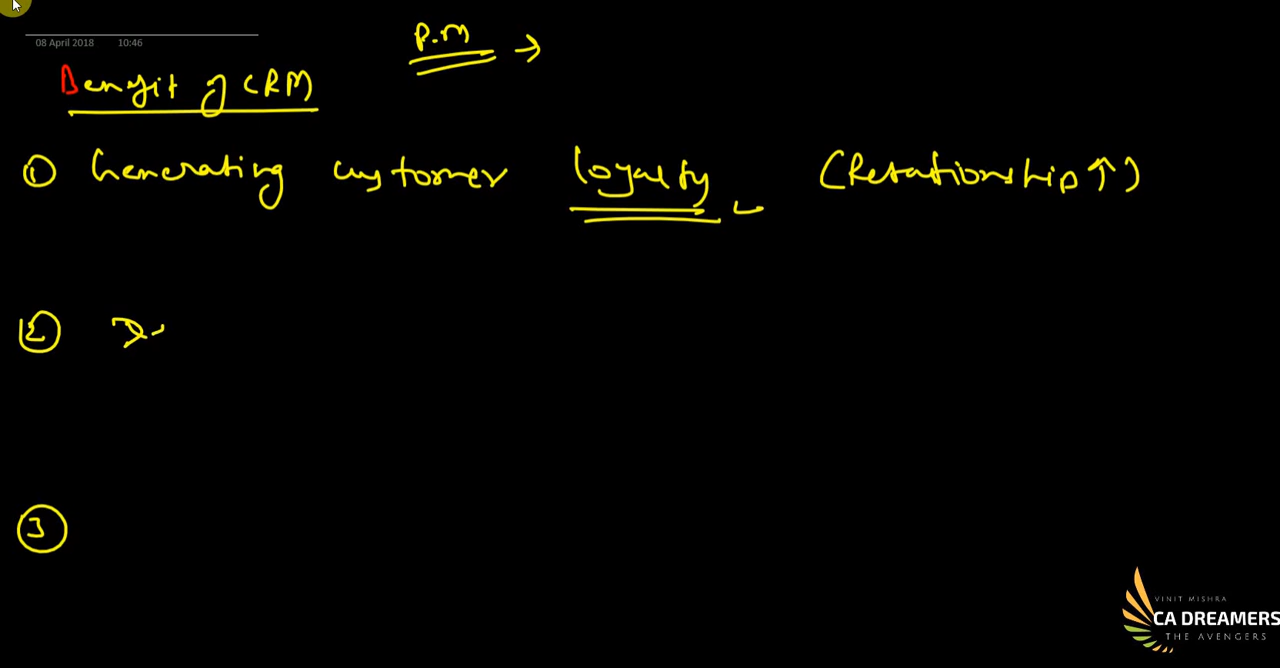 P.M →
08 April 2018 10:46
Benefit of CRM
① Generating customer loyalty (Relationship ↑)
②
③
VINIT MISHRA
CA DREAMERS
THE AVENGERS